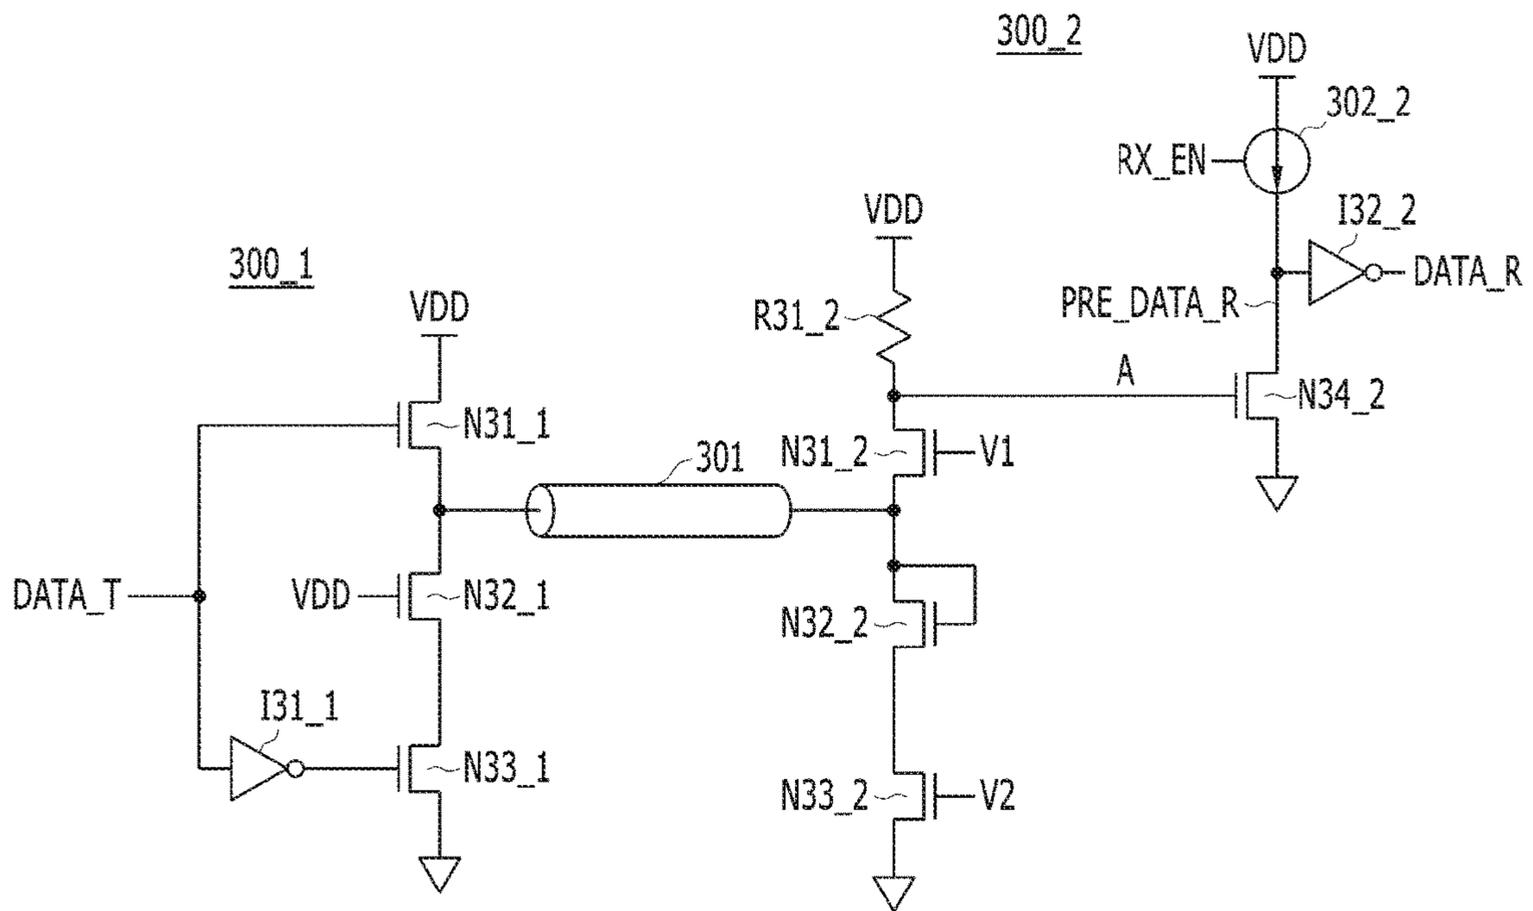 300_2
VDD
302_2
RX_EN
I32_2
VDD
300_1
DATA_R
VDD
R31_2
PRE_DATA_R
A
N34_2
N31_1
N31_2
V1
301
DATA_T
VDD
N32_1
N32_2
I31_1
N33_1
N33_2
V2